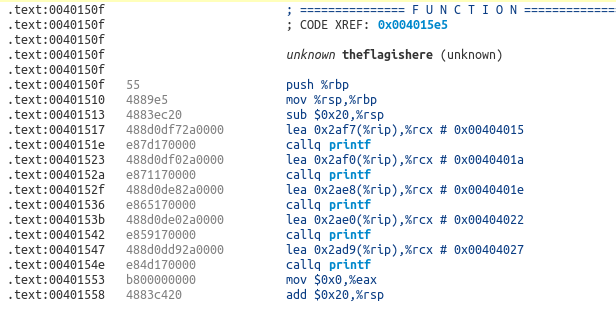 .text:0040150f ; =============== F U N C T I O N =============
.text:0040150f ; CODE XREF: 0x004015e5
.text:0040150f
.text:0040150f unknown theflagishere (unknown)
.text:0040150f
.text:0040150f 55 push %rbp
.text:00401510 4889e5 mov %rsp,%rbp
.text:00401513 4883ec20 sub $0x20,%rsp
.text:00401517 488d0df72a0000 lea 0x2af7(%rip),%rcx # 0x00404015
.text:0040151e e87d170000 callq printf
.text:00401523 488d0df02a0000 lea 0x2af0(%rip),%rcx # 0x0040401a
.text:0040152a e871170000 callq printf
.text:0040152f 488d0de82a0000 lea 0x2ae8(%rip),%rcx # 0x0040401e
.text:00401536 e865170000 callq printf
.text:0040153b 488d0de02a0000 lea 0x2ae0(%rip),%rcx # 0x00404022
.text:00401542 e859170000 callq printf
.text:00401547 488d0dd92a0000 lea 0x2ad9(%rip),%rcx # 0x00404027
.text:0040154e e84d170000 callq printf
.text:00401553 b800000000 mov $0x0,%eax
.text:00401558 4883c420 add $0x20,%rsp